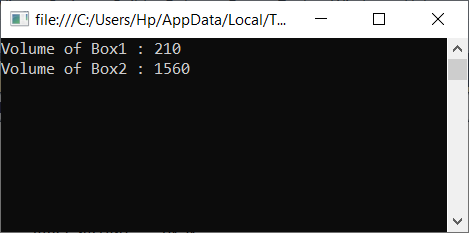 file:///C:/Users/Hp/AppData/Local/T...
Volume of Box1 : 210
Volume of Box2 : 1560